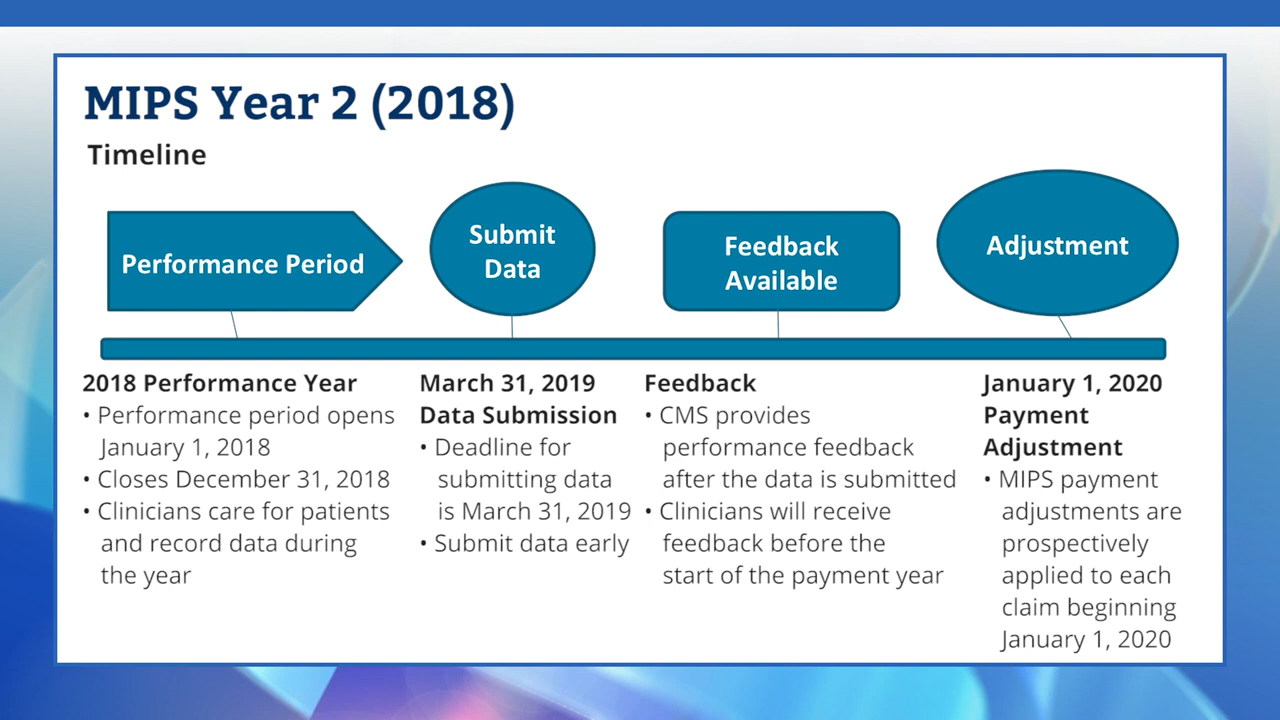 MIPS Year 2 (2018)
Timeline
Performance Period
Submit
Data
Feedback
Available
Adjustment
2018 Performance Year
• Performance period opens
January 1, 2018
• Closes December 31, 2018
• Clinicians care for patients
and record data during
the year
March 31, 2019
Data Submission
• Deadline for
submitting data
is March 31, 2019
• Submit data early
Feedback
• CMS provides
performance feedback
after the data is submitted
• Clinicians will receive
feedback before the
start of the payment year
January 1, 2020
Payment
Adjustment
• MIPS payment
adjustments are
prospectively
applied to each
claim beginning
January 1, 2020